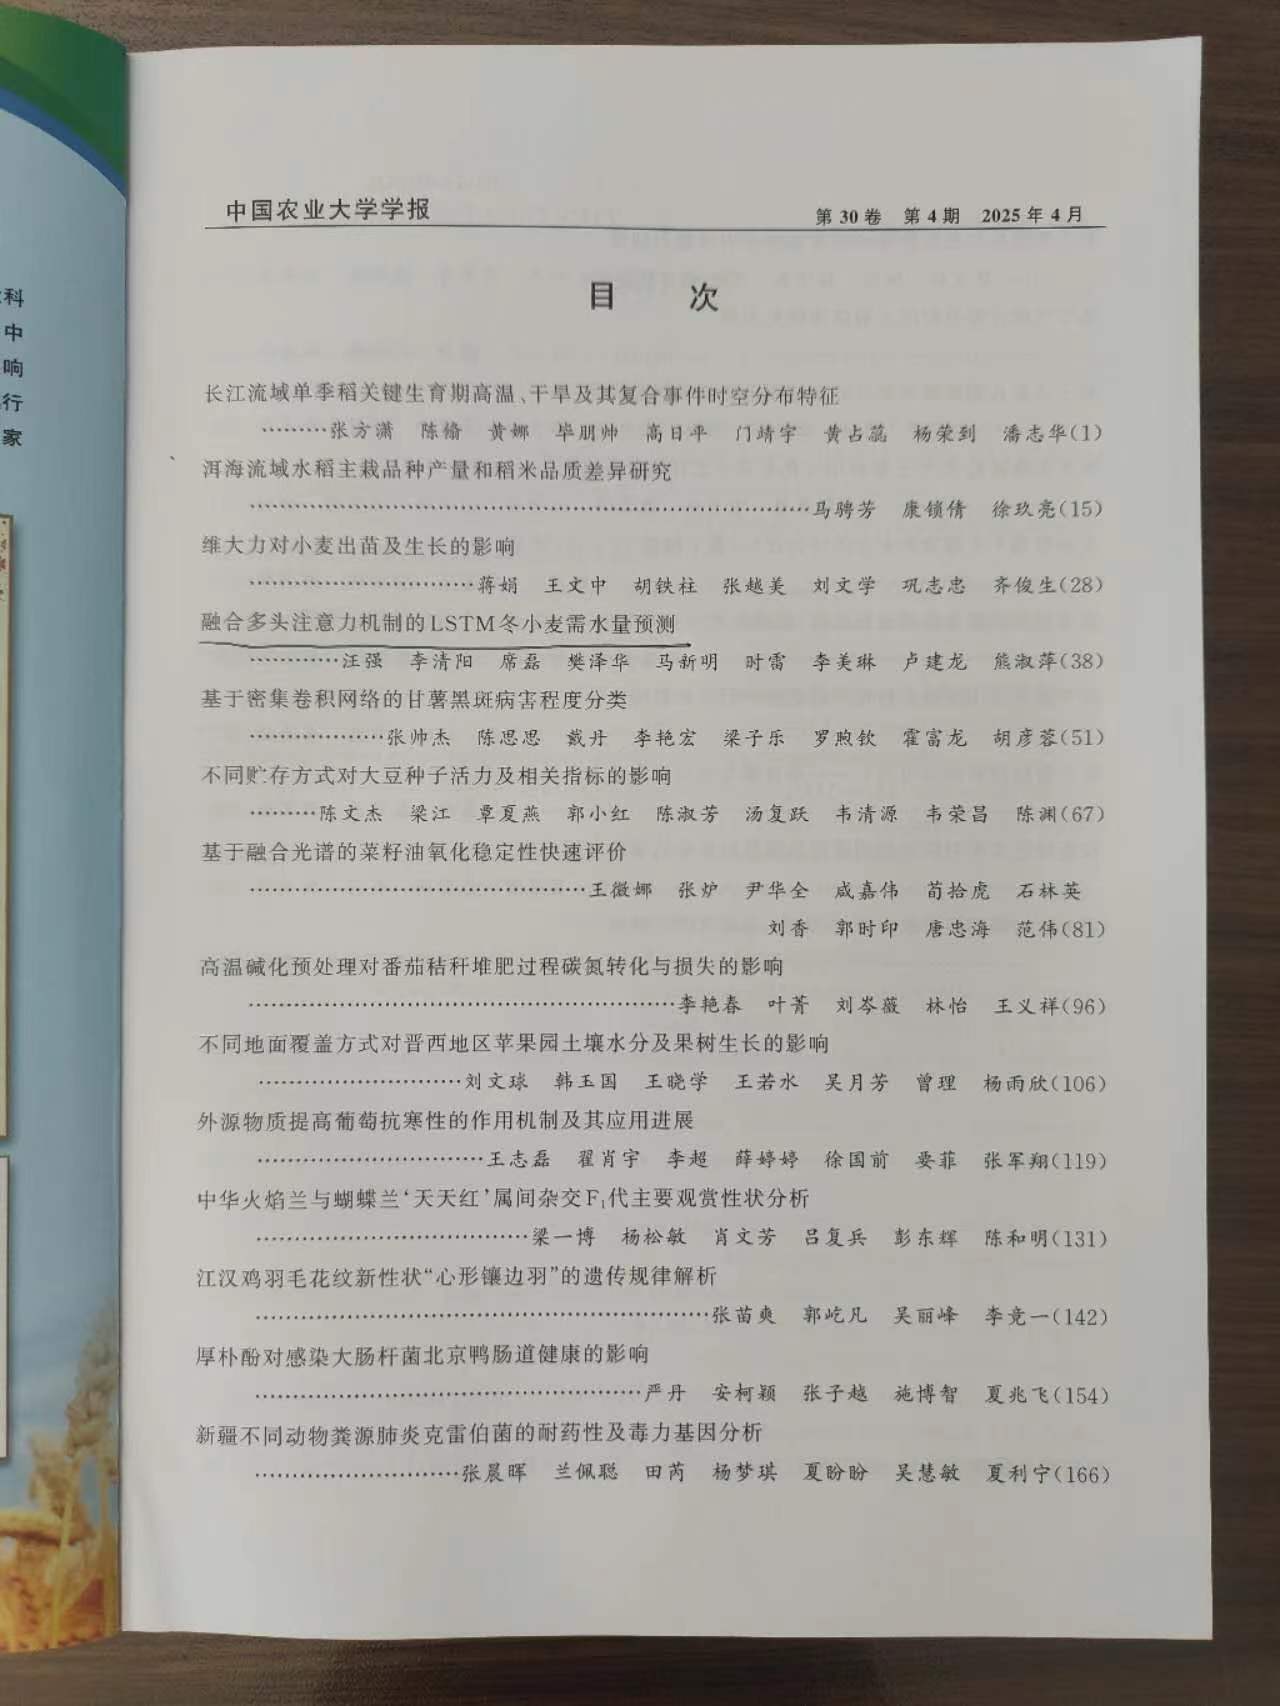 科
中
响
行
家
中国农业大学学报 第 30 卷 第 4 期 2025 年 4 月
目 次
长江流域单季稻关键生育期高温、干旱及其复合事件时空分布特征
………张方潇 陈脩 黄娜 毕朋帅 高日平 门靖宇 黄占蕊 杨荣到 潘志华(1)
洱海流域水稻主栽品种产量和稻米品质差异研究
………马骋芳 康锁倩 徐玖亮(15)
维大力对小麦出苗及生长的影响
………蒋娟 王文中 胡铁柱 张越美 刘文学 巩志忠 齐俊生(28)
融合多头注意力机制的LSTM冬小麦需水量预测
………汪强 李清阳 席磊 樊泽华 马新明 时雷 李美琳 卢建龙 熊淑萍(38)
基于密集卷积网络的甘薯黑斑病害程度分类
………张帅杰 陈思思 戴丹 李艳宏 梁子乐 罗煦钦 霍富龙 胡彦蓉(51)
不同贮存方式对大豆种子活力及相关指标的影响
………陈文杰 梁江 覃夏燕 郭小红 陈淑芳 汤复跃 韦清源 韦荣昌 陈渊(67)
基于融合光谱的菜籽油氧化稳定性快速评价
………王微娜 张炉 尹华全 咸嘉伟 苟拾虎 石林英
刘香 郭时印 唐忠海 范伟(81)
高温碱化预处理对番茄秸秆堆肥过程碳氮转化与损失的影响
………李艳春 叶菁 刘岑薇 林怡 王义祥(96)
不同地面覆盖方式对晋西地区苹果园土壤水分及果树生长的影响
………刘文球 韩玉国 王晓学 王若水 吴月芳 曾理 杨雨欣(106)
外源物质提高葡萄抗寒性的作用机制及其应用进展
………王志磊 翟肖宇 李超 薛婷婷 徐国前 要菲 张军翔(119)
中华火焰兰与蝴蝶兰‘天天红’属间杂交F₁代主要观赏性状分析
………梁一博 杨松敏 肖文芳 吕复兵 彭东辉 陈和明(131)
江汉鸡羽毛花纹新性状“心形镶边羽”的遗传规律解析
………张苗爽 郭屹凡 吴丽峰 李竞一(142)
厚朴酚对感染大肠杆菌北京鸭肠道健康的影响
………严丹 安柯颖 张子越 施博智 夏兆飞(154)
新疆不同动物粪源肺炎克雷伯菌的耐药性及毒力基因分析
………张晨晖 兰佩聪 田芮 杨梦琪 夏盼盼 吴慧敏 夏利宁(166)